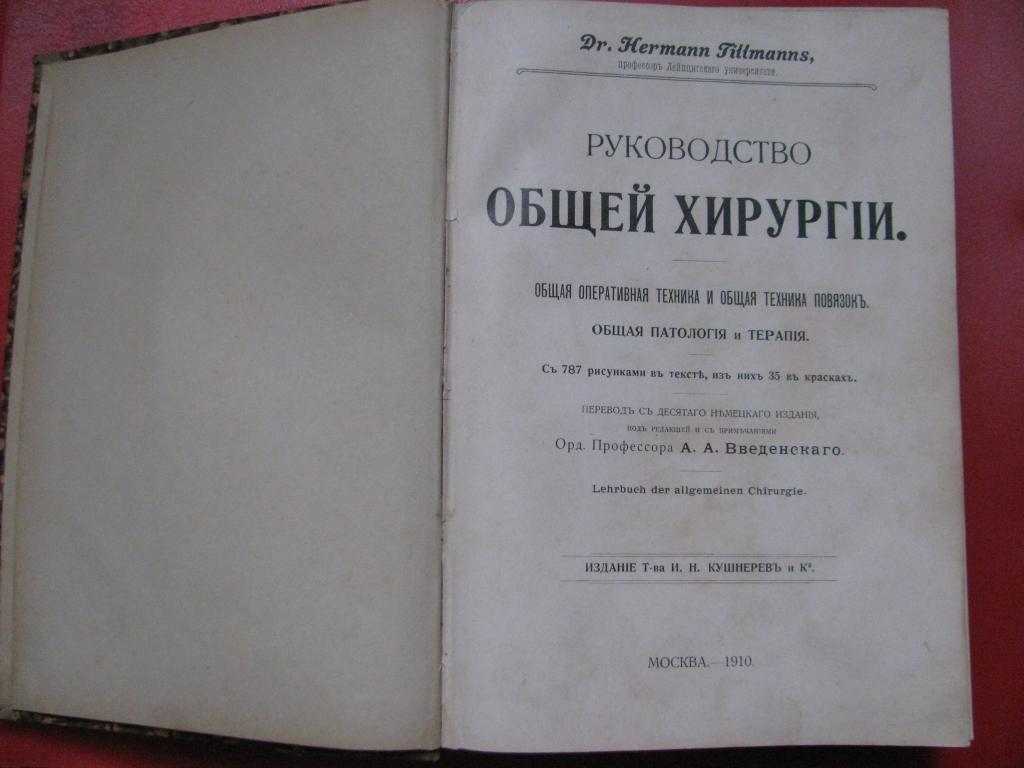 Dr. Hermann Tillmanns,
профессоръ Лейпцигскаго университета.
РУКОВОДСТВО
ОБЩЕЙ ХИРУРГІИ.
ОБЩАЯ ОПЕРАТИВНАЯ ТЕХНИКА И ОБЩАЯ ТЕХНИКА ПОВЯЗОКЪ.
ОБЩАЯ ПАТОЛОГІЯ и ТЕРАПІЯ.
Съ 787 рисунками въ текстѣ, изъ нихъ 35 въ краскахъ.
ПЕРЕВОДЪ СЪ ДЕСЯТАГО НѢМЕЦКАГО ИЗДАНІЯ,
ПОДЪ РЕДАКЦІЕЙ И СЪ ПРИМѢЧАНІЯМИ
Орд. Профессора А. А. Введенскаго.
Lehrbuch der allgemeinen Chirurgie.
ИЗДАНІЕ Т-ва И. Н. КУШНЕРЕВЪ и Кº.
МОСКВА.—1910.